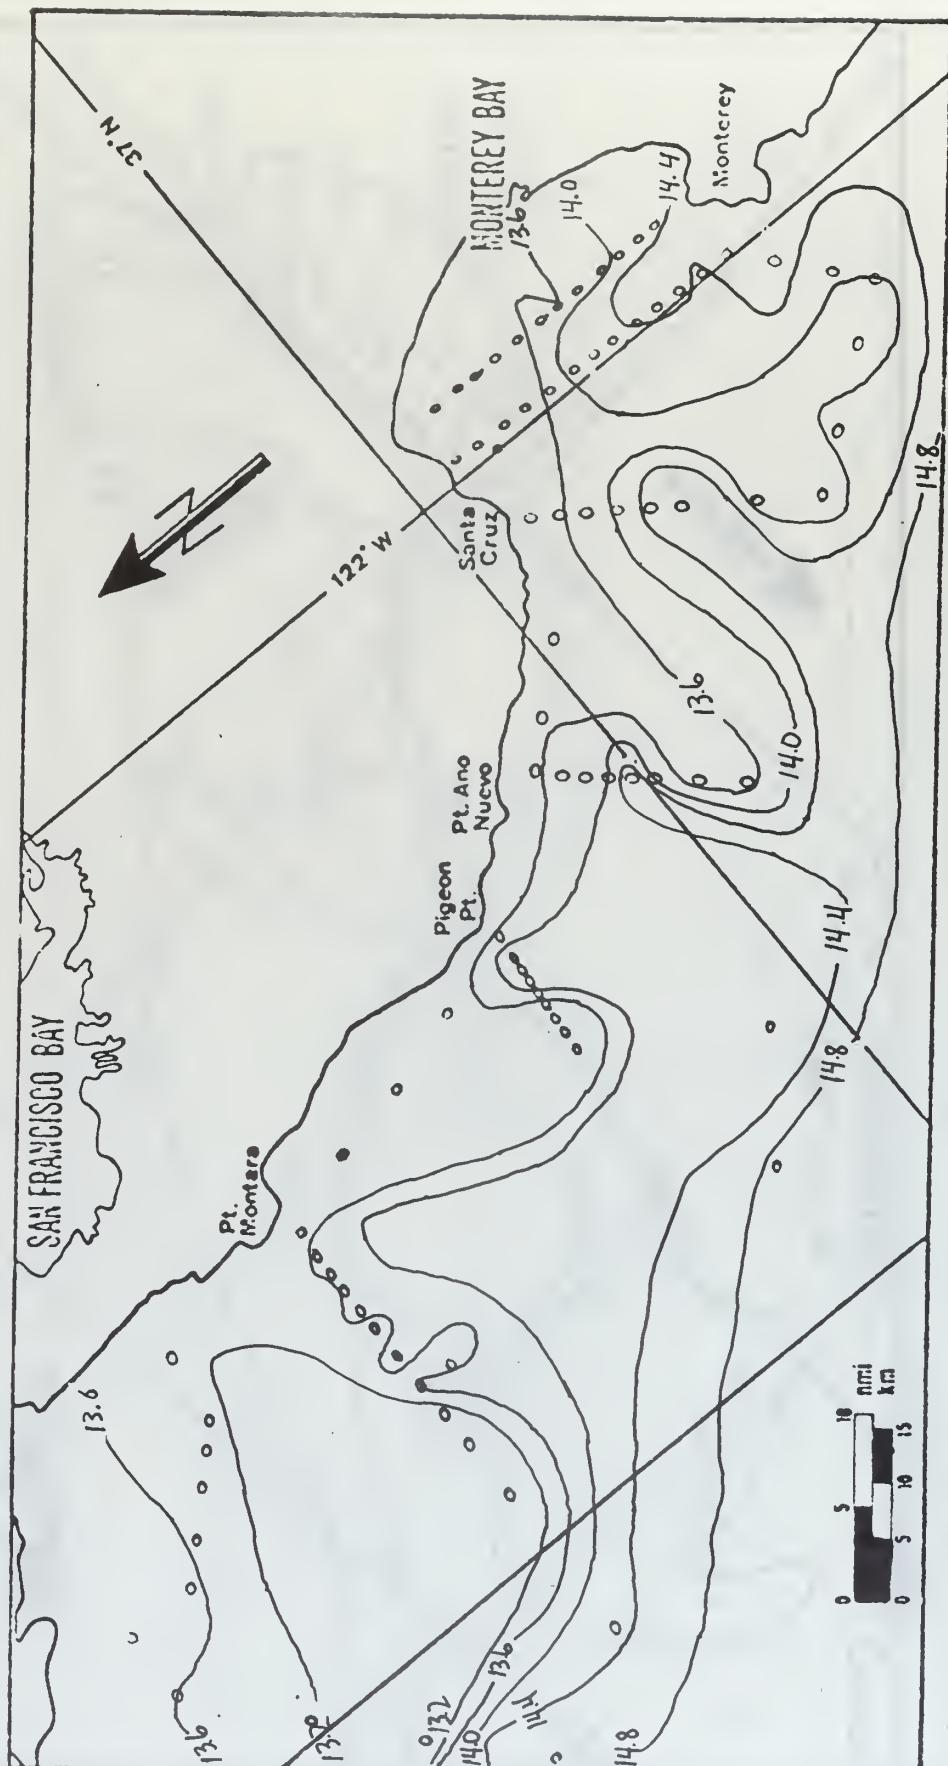 37°N
MONTEREY BAY
13.6
14.0
14.4
Monterey
14.8
122° W
Santa
Cruz
13.6
14.0
Pt. Ano
Nuevo
Pigeon
Pt.
14.4
14.8
SAN FRANCISCO BAY
Pt.
Montara
13.6
0 5 10 nmi
0 5 10 15 km
13.6
13.2
13.2
13.6
14.0
14.4
14.8